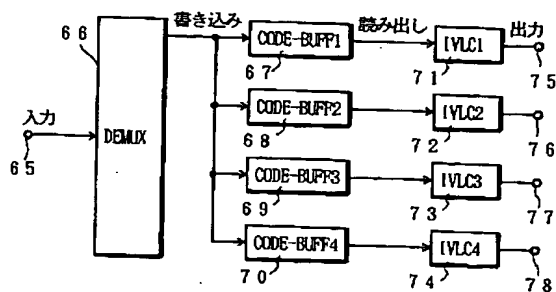 66
書き込み
CODE-BUFF1
読み出し
IVLC1
出力
67
71
75
入力
65
DEMUX
CODE-BUFF2
IVLC2
68
72
76
CODE-BUFF3
IVLC3
69
73
77
CODE-BUFF4
IVLC4
70
74
78